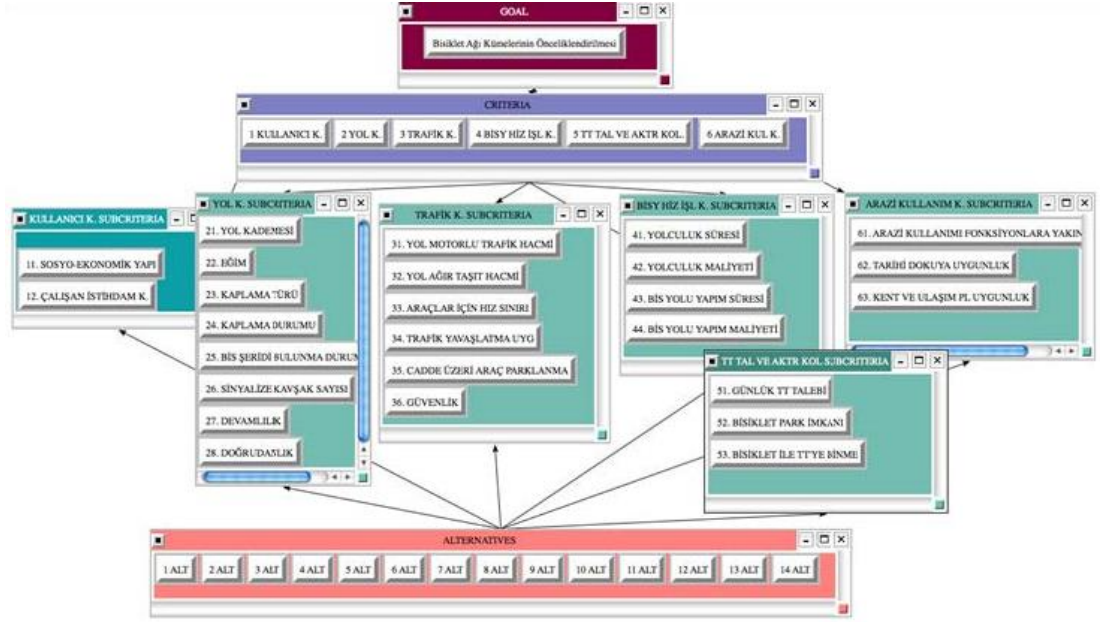 GOAL
Bisiklet Ağı Kümelerinin Önceliklendirilmesi
CRITERIA
1 KULLANICI K.
2 YOL K.
3 TRAFİK K.
4 BİSY HİZ İŞL K.
5 TT TAL VE AKTR KOL.
6 ARAZİ KUL K.
KULLANICI K. SUBCRITERIA
11. SOSYO-EKONOMİK YAPI
12. ÇALIŞAN İSTİHDAM K.
YOL K. SUBCRITERIA
21. YOL KADEMESİ
22. EĞİM
23. KAPLAMA TÜRÜ
24. KAPLAMA DURUMU
25. BİS ŞERİDİ BULUNMA DURUM
26. SİNYALİZE KAVŞAK SAYISI
27. DEVAMLILIK
28. DOĞRUDANLIK
TRAFİK K. SUBCRITERIA
31. YOL MOTORLU TRAFİK HACMİ
32. YOL AĞIR TAŞIT HACMİ
33. ARAÇLAR İÇİN HIZ SINIRI
34. TRAFİK YAVAŞLATMA UYG
35. CADDE ÜZERİ ARAÇ PARKLANMA
36. GÜVENLİK
BİSY HİZ İŞL K. SUBCRITERIA
41. YOLCULUK SÜRESİ
42. YOLCULUK MALİYETİ
43. BİS YOLU YAPIM SÜRESİ
44. BİS YOLU YAPIM MALİYETİ
ARAZİ KULLANIM K. SUBCRITERIA
61. ARAZİ KULLANIMI FONKSİYONLARA YAKIN
62. TARİHİ DOKUYA UYGUNLUK
63. KENT VE ULAŞIM PL UYGUNLUK
TT TAL VE AKTR KOL SUBCRITERIA
51. GÜNLÜK TT TALEBİ
52. BİSİKLET PARK İMKANI
53. BİSİKLET İLE TT'YE BİNME
ALTERNATIVES
1 ALT
2 ALT
3 ALT
4 ALT
5 ALT
6 ALT
7 ALT
8 ALT
9 ALT
10 ALT
11 ALT
12 ALT
13 ALT
14 ALT